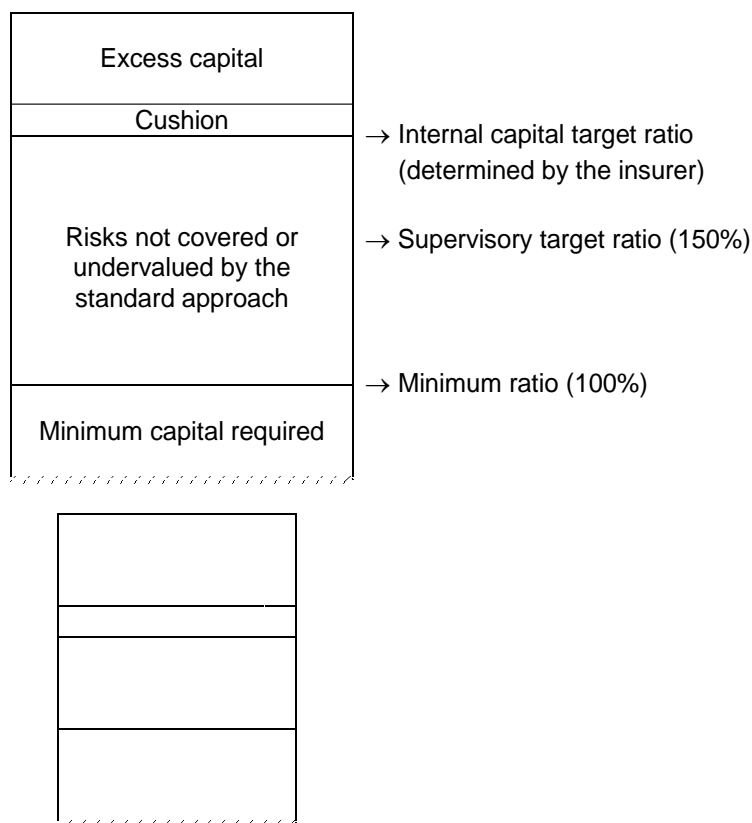 Excess capital
Cushion
→ Internal capital target ratio
(determined by the insurer)
Risks not covered or
undervalued by the
standard approach
→ Supervisory target ratio (150%)
→ Minimum ratio (100%)
Minimum capital required